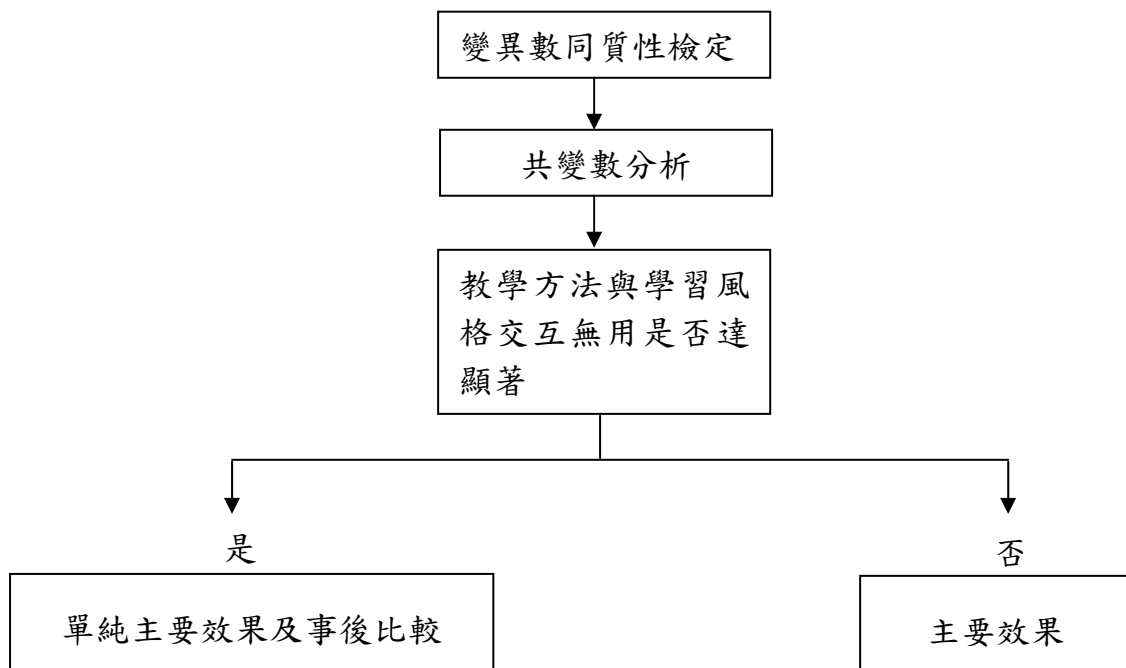 變異數同質性檢定
共變數分析
教學方法與學習風
格交互無用是否達
顯著
是
否
單純主要效果及事後比較
主要效果